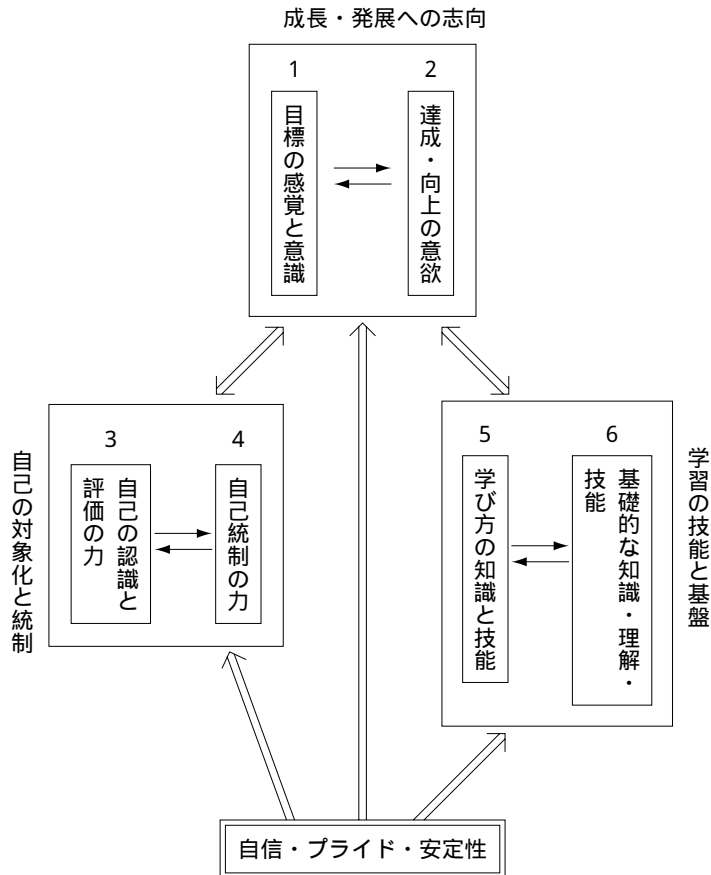 成長・発展への志向
1
目標の感覚と意識
2
達成・向上の意欲
自己の対象化と統制
3
自己の認識と
評価の力
4
自己統制の力
5
学び方の知識と技能
6
基礎的な知識・理解・
技能
学習の技能と基盤
自信・プライド・安定性